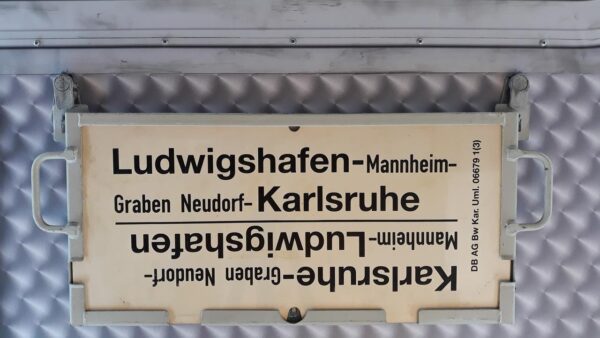 Ludwigshafen-Mannheim-
Graben Neudorf-Karlsruhe
Karlsruhe-Graben Neudorf-
Mannheim-Ludwigshafen
DB AG Bw Kar. Uml. 06679 1(3)